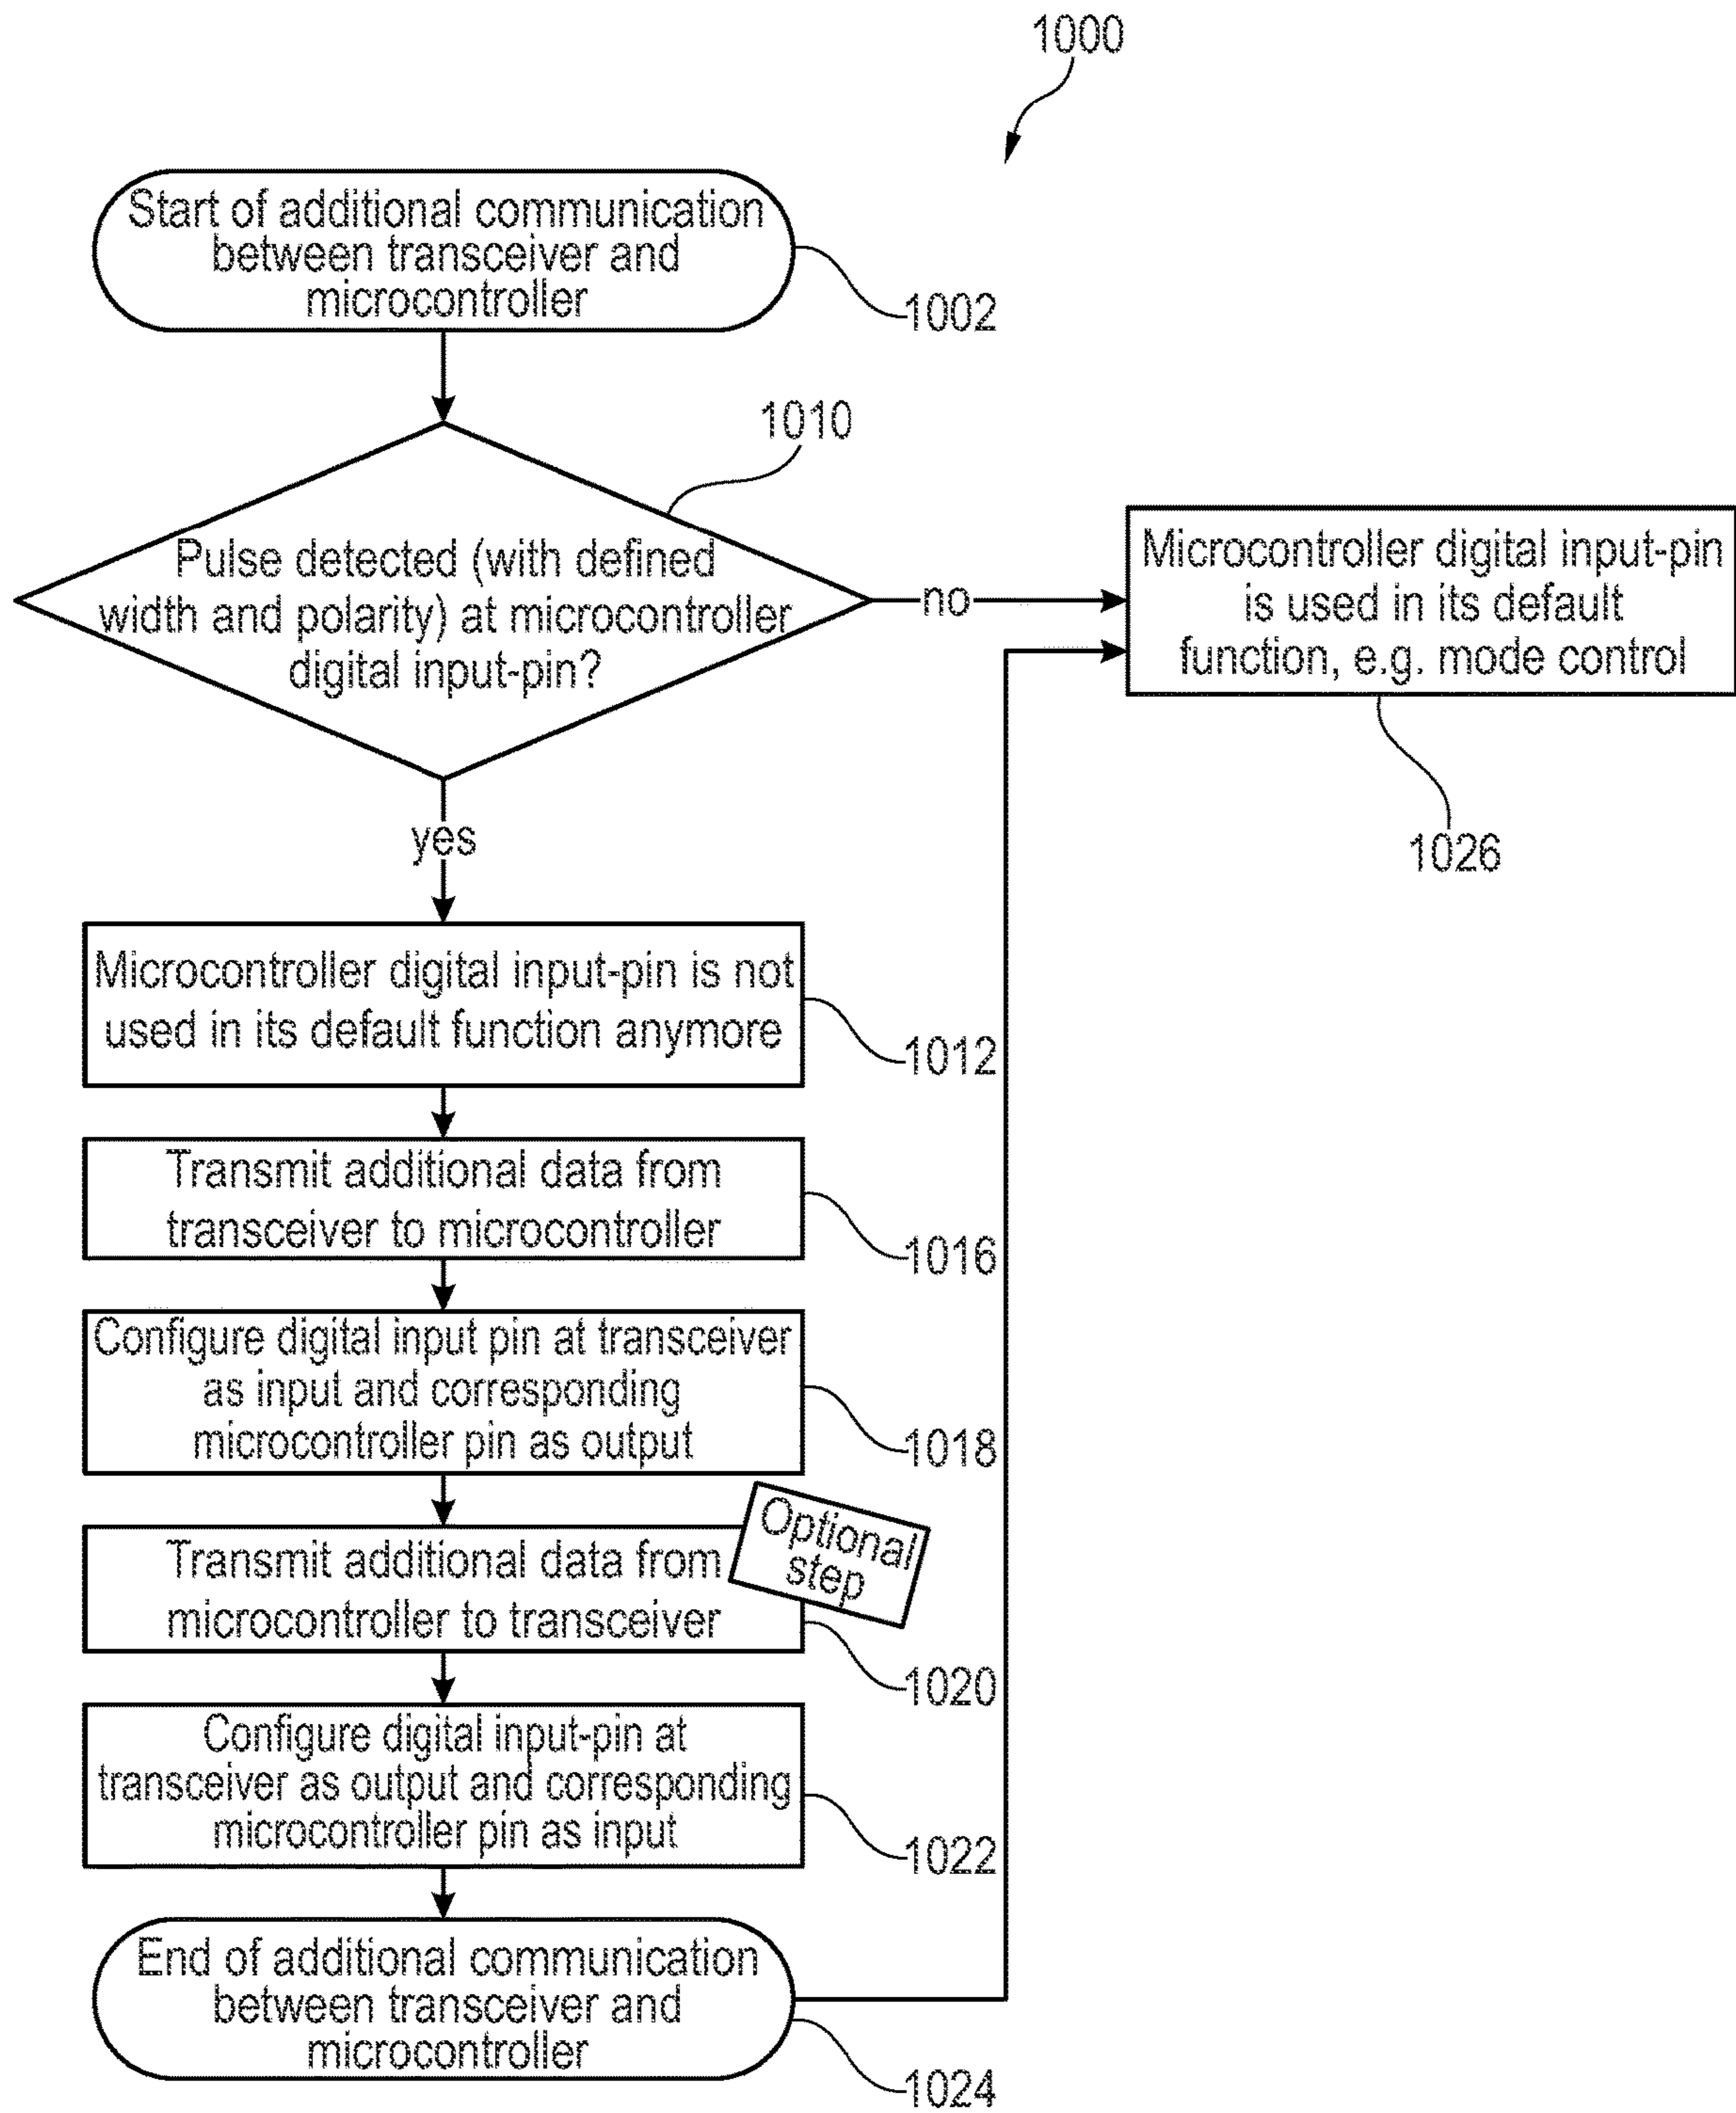 1000
Start of additional communication
between transceiver and
microcontroller
1002
1010
Pulse detected (with defined
width and polarity) at microcontroller
digital input-pin?
no
Microcontroller digital input-pin
is used in its default
function, e.g. mode control
1026
yes
Microcontroller digital input-pin is not
used in its default function anymore
1012
Transmit additional data from
transceiver to microcontroller
1016
Configure digital input pin at transceiver
as input and corresponding
microcontroller pin as output
1018
Optional
step
Transmit additional data from
microcontroller to transceiver
1020
Configure digital input-pin at
transceiver as output and corresponding
microcontroller pin as input
1022
End of additional communication
between transceiver and
microcontroller
1024